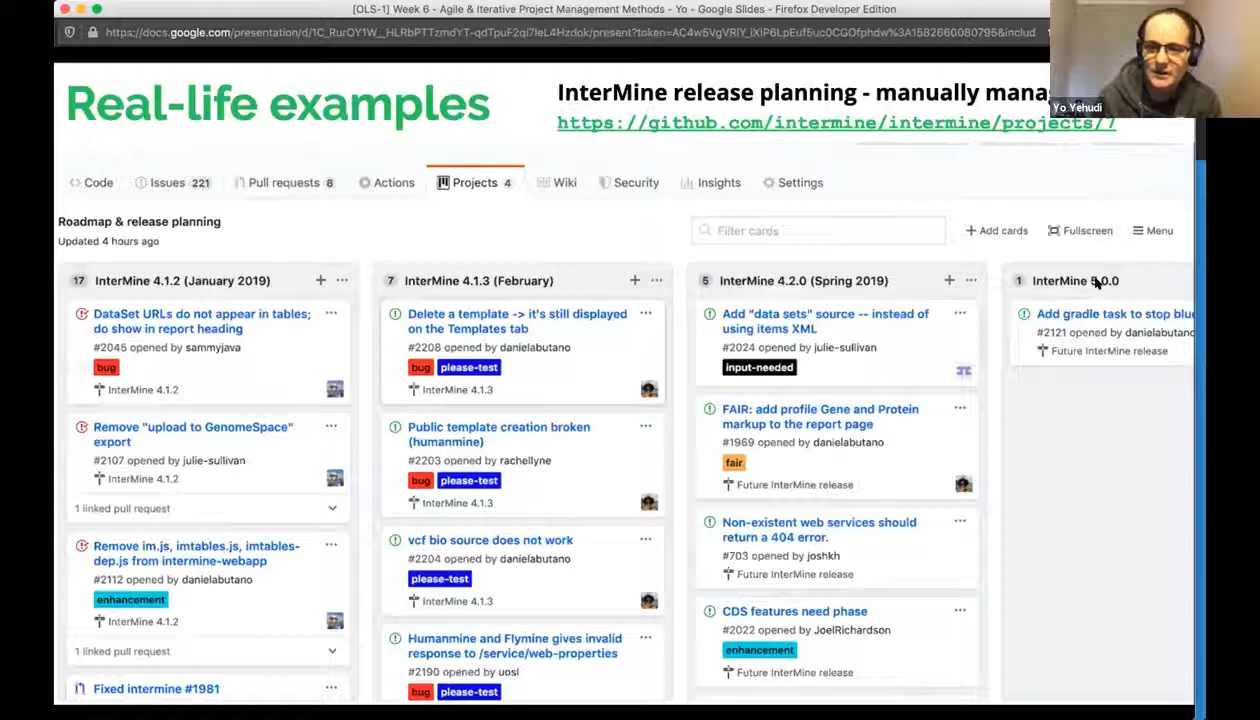 [OLS-1] Week 6 - Agile & Iterative Project Management Methods - Yo - Google Slides - Firefox Developer Edition
Yo Yehudi
Real-life examples
InterMine release planning - manually mana
https://github.com/intermine/intermine/projects/7
Code Issues 221 Pull requests 6 Actions Projects 4 Wiki Security Insights Settings
Roadmap & release planning
Updated 4 hours ago
Filter cards
+ Add cards Fullscreen Menu
17 InterMine 4.1.2 (January 2019)
DataSet URLs do not appear in tables;
do show in report heading
#2045 opened by sammyjava
bug
InterMine 4.1.2
Remove "upload to GenomeSpace"
export
#2107 opened by julie-sullivan
InterMine 4.1.2
1 linked pull request
Remove im.js, imtables.js, imtables-
dep.js from intermine-webapp
#2112 opened by danielabutano
enhancement
InterMine 4.1.2
1 linked pull request
Fixed intermine #1981
7 InterMine 4.1.3 (February)
Delete a template -> it's still displayed
on the Templates tab
#2208 opened by danielabutano
bug please-test
InterMine 4.1.3
Public template creation broken
(humanmine)
#2203 opened by rachellyne
bug please-test
InterMine 4.1.3
vcf bio source does not work
#2204 opened by danielabutano
please-test
InterMine 4.1.3
Humanmine and Flymine gives invalid
response to /service/web-properties
#2190 opened by uosl
bug please-test
5 InterMine 4.2.0 (Spring 2019)
Add "data sets" source -- instead of
using items XML
#2024 opened by julie-sullivan
input-needed
FAIR: add profile Gene and Protein
markup to the report page
#1969 opened by danielabutano
fair
Future InterMine release
Non-existent web services should
return a 404 error.
#703 opened by joshkh
Future InterMine release
CDS features need phase
#2022 opened by JoelRichardson
enhancement
Future InterMine release
1 InterMine 5.0.0
Add gradle task to stop blue
#2121 opened by danielabutano
Future InterMine release